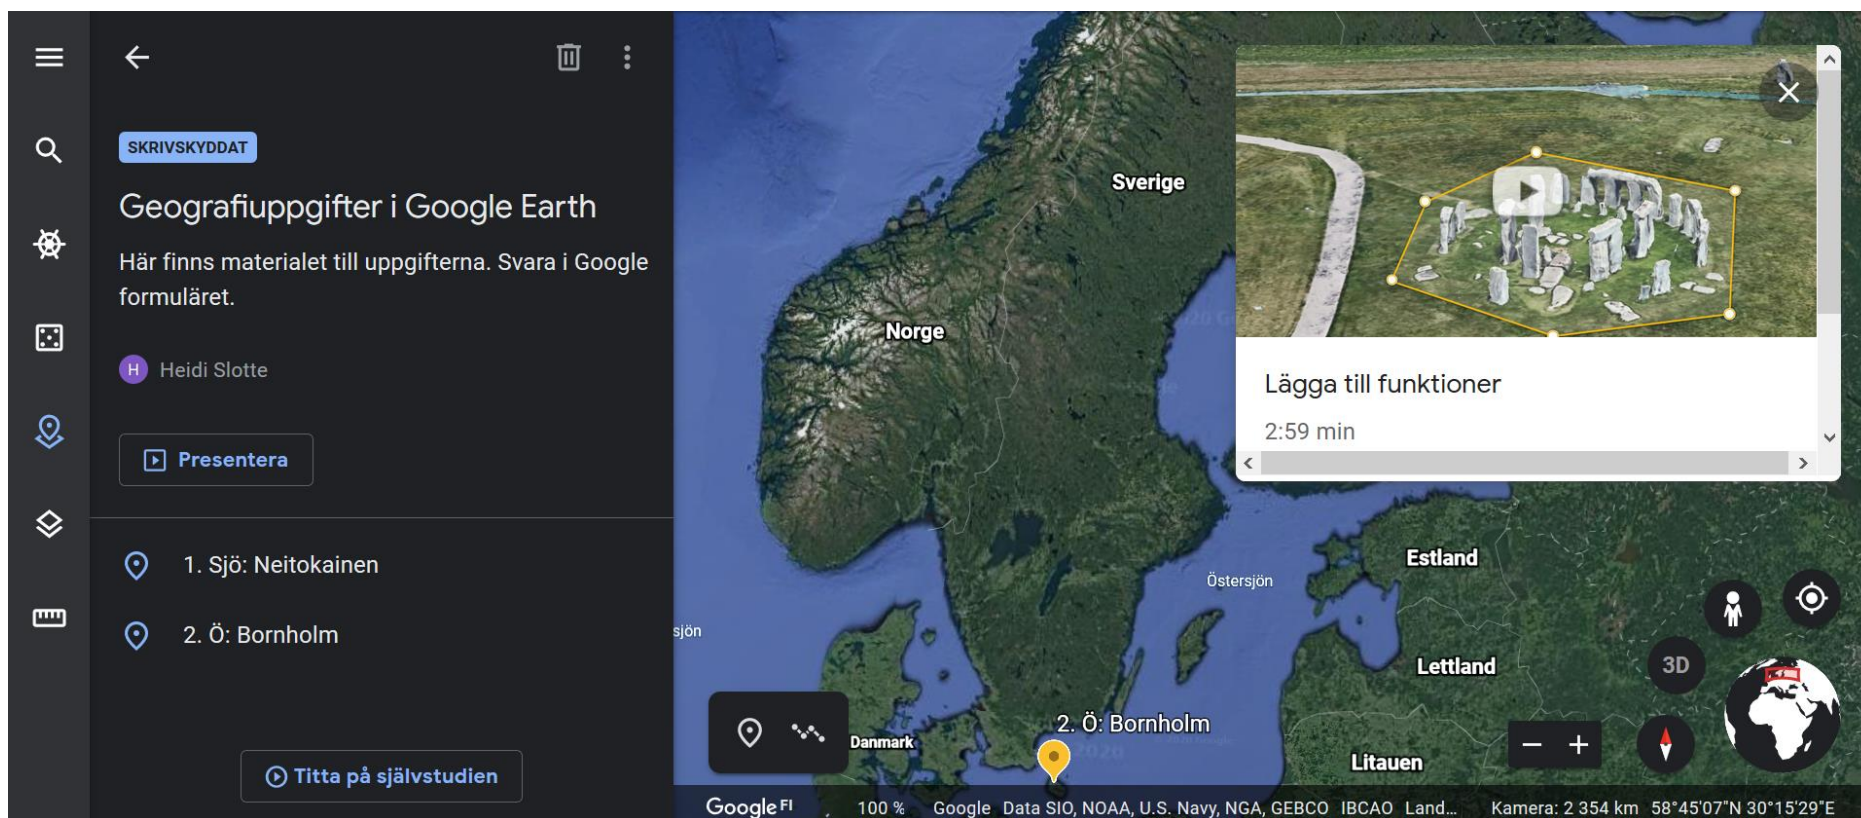 SKRIVSKYDDAT
Geografiuppgifter i Google Earth
Här finns materialet till uppgifterna. Svara i Google
formuläret.
H Heidi Slotte
Presentera
1. Sjö: Neitokainen
2. Ö: Bornholm
Titta på självstudien
Sverige
Norge
Lägga till funktioner
2:59 min
Estland
Östersjön
sjön
Lettland
3D
2. Ö: Bornholm
Danmark
2020
Litauen
Google FI 100 % Google Data SIO, NOAA, U.S. Navy, NGA, GEBCO IBCAO Land... Kamera: 2 354 km 58°45'07"N 30°15'29"E